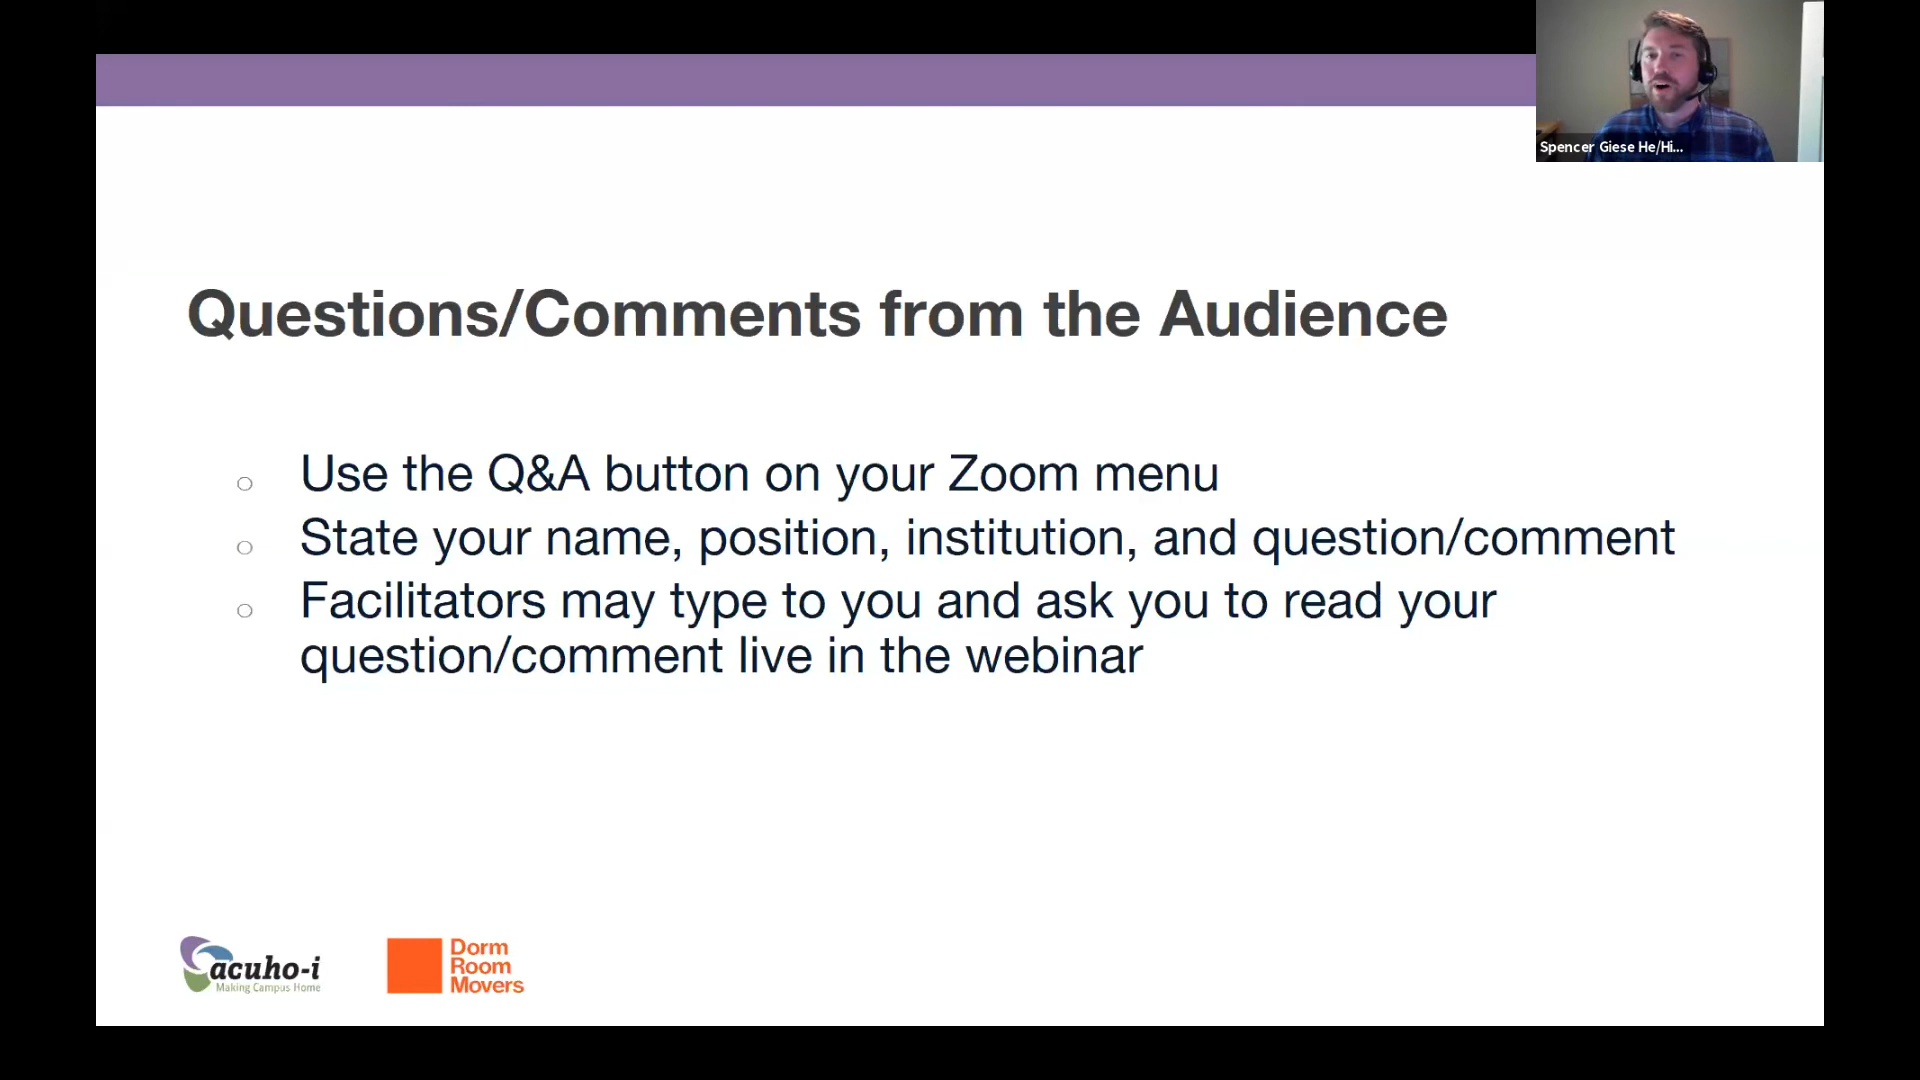 Spencer Giese He/Hi...
Questions/Comments from the Audience
Use the Q&A button on your Zoom menu
State your name, position, institution, and question/comment
Facilitators may type to you and ask you to read your
question/comment live in the webinar
acuho-i
Making Campus Home
Dorm
Room
Movers